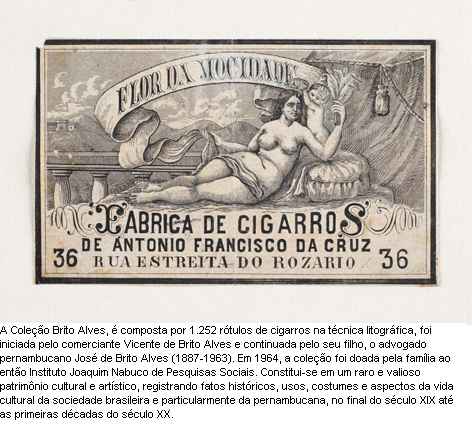 FLOR DA MOCIDADE
FABRICA DE CIGARROS
DE ANTONIO FRANCISCO DA CRUZ
36 RUA ESTREITA DO ROZARIO 36
A Coleção Brito Alves, é composta por 1.252 rótulos de cigarros na técnica litográfica, foi
iniciada pelo comerciante Vicente de Brito Alves e continuada pelo seu filho, o advogado
pernambucano José de Brito Alves (1887-1963). Em 1964, a coleção foi doada pela família ao
então Instituto Joaquim Nabuco de Pesquisas Sociais. Constitui-se em um raro e valioso
patrimônio cultural e artístico, registrando fatos históricos, usos, costumes e aspectos da vida
cultural da sociedade brasileira e particularmente da pernambucana, no final do século XIX até
as primeiras décadas do século XX.